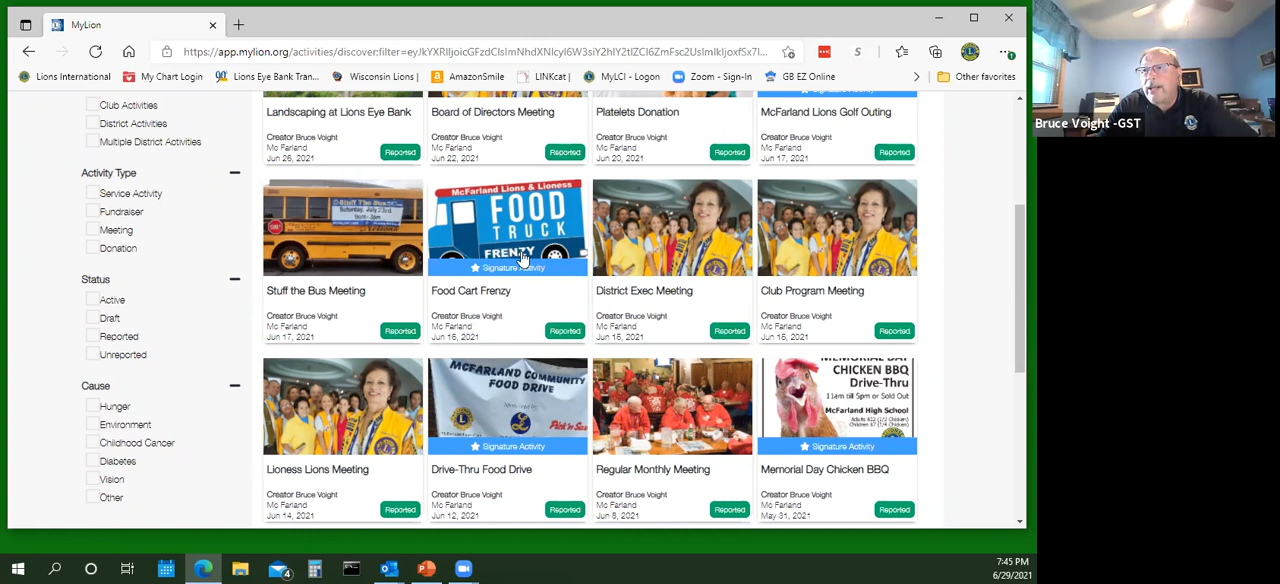 MyLion
https://app.mylion.org/activities/discover:filter=
Lions International
My Chart Login
Lions Eye Bank Tran...
Wisconsin Lions |
AmazonSmile
LINKcat |
MyLCI - Logon
Zoom - Sign-In
GB EZ Online
Other favorites
Bruce Voight -GST
Club Activities
District Activities
Multiple District Activities
Activity Type
Service Activity
Fundraiser
Meeting
Donation
Status
Active
Draft
Reported
Unreported
Cause
Hunger
Environment
Childhood Cancer
Diabetes
Vision
Other
Landscaping at Lions Eye Bank
Creator Bruce Voight
Mc Farland
Jun 26, 2021
Reported
Board of Directors Meeting
Creator Bruce Voight
Mc Farland
Jun 22, 2021
Reported
Platelets Donation
Creator Bruce Voight
Mc Farland
Jun 20, 2021
Reported
McFarland Lions Golf Outing
Creator Bruce Voight
Mc Farland
Jun 17, 2021
Reported
Stuff the Bus Meeting
Creator Bruce Voight
Mc Farland
Jun 17, 2021
Reported
McFarland Lions & Lioness
FOOD
TRUCK
FRENZY
Signature Activity
Food Cart Frenzy
Creator Bruce Voight
Mc Farland
Jun 16, 2021
Reported
District Exec Meeting
Creator Bruce Voight
Mc Farland
Jun 15, 2021
Reported
Club Program Meeting
Creator Bruce Voight
Mc Farland
Jun 15, 2021
Reported
Lioness Lions Meeting
Creator Bruce Voight
Mc Farland
Jun 14, 2021
Reported
MCFARLAND COMMUNITY
FOOD DRIVE
Signature Activity
Drive-Thru Food Drive
Creator Bruce Voight
Mc Farland
Jun 12, 2021
Reported
Regular Monthly Meeting
Creator Bruce Voight
Mc Farland
Jun 8, 2021
Reported
MEMORIAL DAY
CHICKEN BBQ
Drive-Thru
11am till 5pm or Sold Out
McFarland High School
Signature Activity
Memorial Day Chicken BBQ
Creator Bruce Voight
Mc Farland
May 31, 2021
Reported
4
7:45 PM
6/29/2021